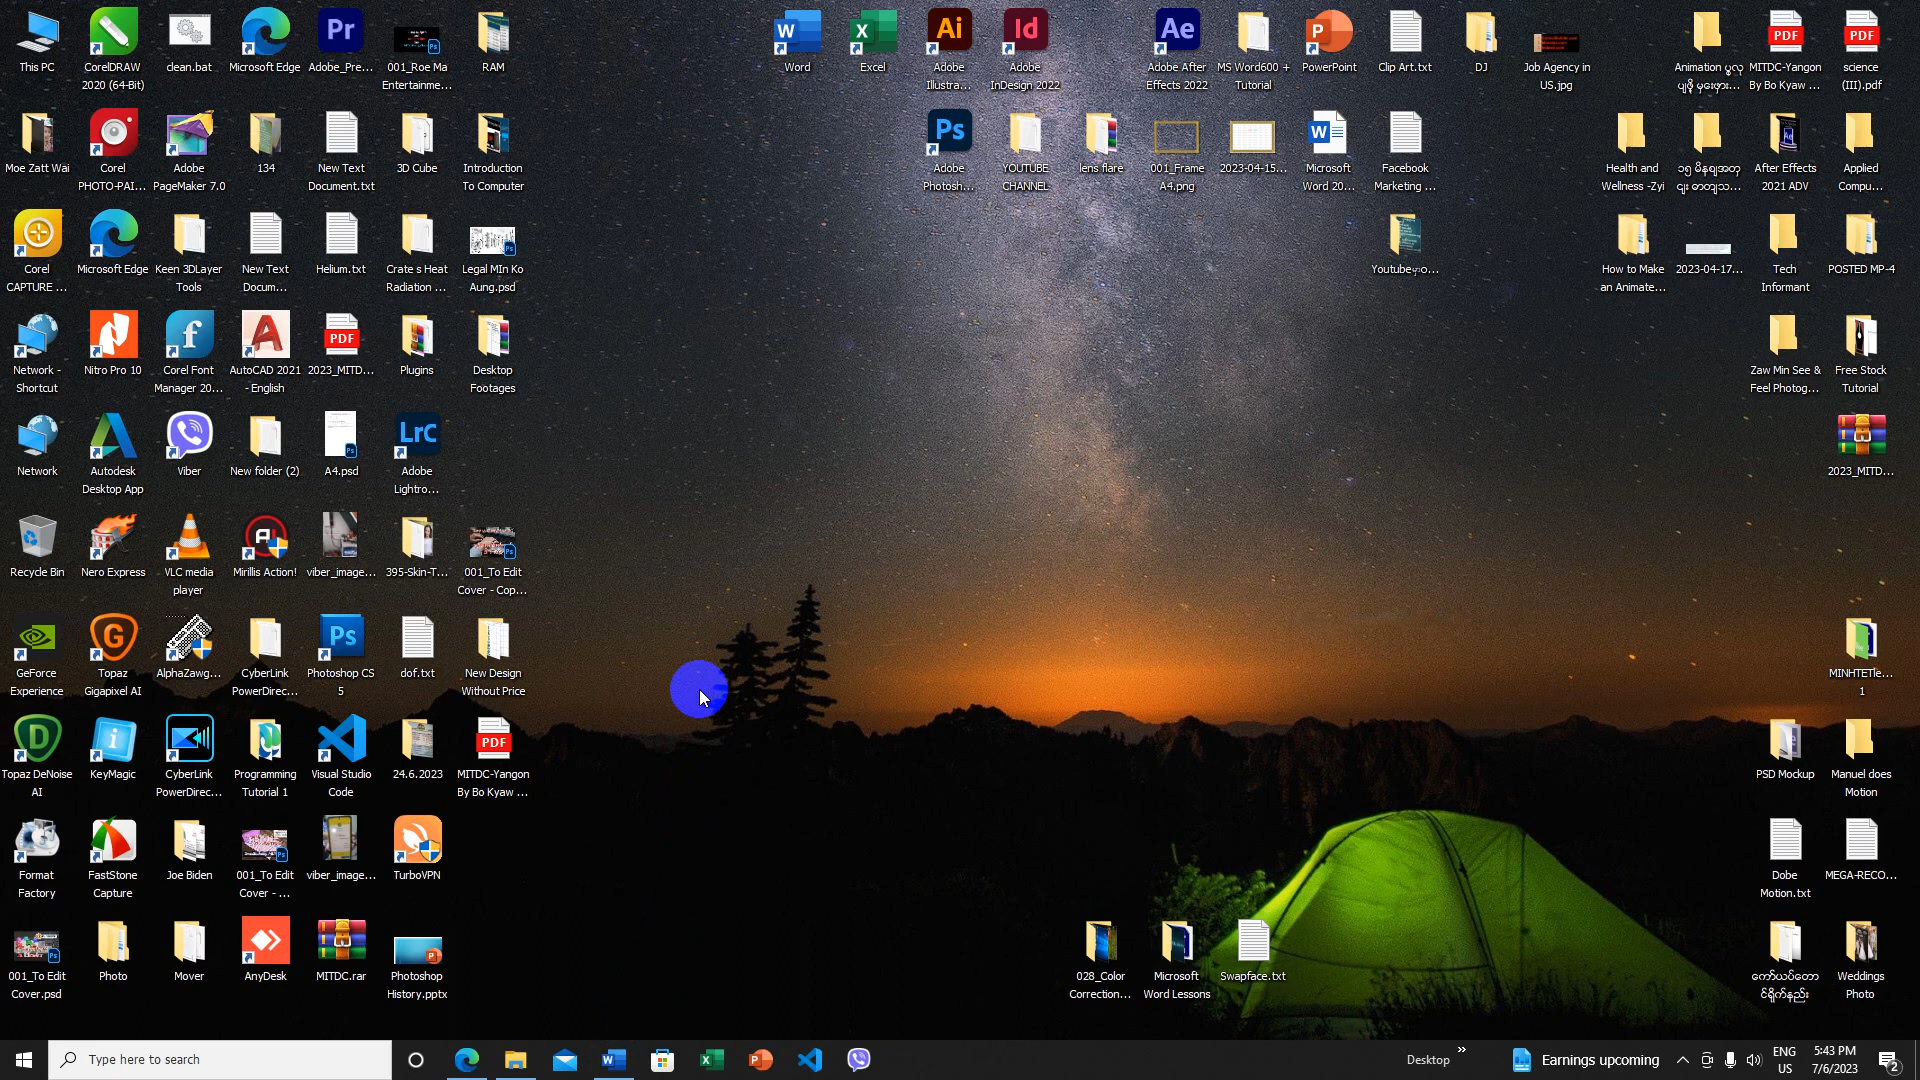 This PC
CorelDRAW
2020 (64-Bit)
clean.bat
Microsoft Edge
Adobe_Pre...
001_Roe Ma
Entertainme...
RAM
Word
Excel
Adobe
Illustra...
Adobe
InDesign 2022
Adobe After
Effects 2022
MS Word600 +
Tutorial
PowerPoint
Clip Art.txt
DJ
Job Agency in
US.jpg
Animation
MITDC-Yangon
By Bo Kyaw ...
science
(III).pdf
Moe Zatt Wai
Corel
PHOTO-PAI...
Adobe
PageMaker 7.0
134
New Text
Document.txt
3D Cube
Introduction
To Computer
Adobe
Photosh...
YOUTUBE
CHANNEL
lens flare
001_Frame
A4.png
2023-04-15...
Microsoft
Word 20...
Facebook
Marketing ...
Health and
Wellness -Zyi
After Effects
2021 ADV
Applied
Compu...
Corel
CAPTURE ...
Microsoft Edge
Keen 3DLayer
Tools
New Text
Docum...
Helium.txt
Crate s Heat
Radiation ...
Legal MIn Ko
Aung.psd
How to Make
an Animate...
2023-04-17...
Tech
Informant
POSTED MP-4
Network -
Shortcut
Nitro Pro 10
Corel Font
Manager 20...
AutoCAD 2021
- English
2023_MITD...
Plugins
Desktop
Footages
Zaw Min See &
Feel Photog...
Free Stock
Tutorial
Network
Autodesk
Desktop App
Viber
New folder (2)
A4.psd
Adobe
Lightro...
2023_MITD...
Recycle Bin
Nero Express
VLC media
player
Mirillis Action!
viber_image...
395-Skin-T...
001_To Edit
Cover - Cop...
GeForce
Experience
Topaz
Gigapixel AI
AlphaZawg...
CyberLink
PowerDirec...
Photoshop CS
5
dof.txt
New Design
Without Price
MINHTETle...
1
Topaz DeNoise
AI
KeyMagic
CyberLink
PowerDirec...
Programming
Tutorial 1
Visual Studio
Code
24.6.2023
MITDC-Yangon
By Bo Kyaw ...
PSD Mockup
Manuel does
Motion
Format
Factory
FastStone
Capture
Joe Biden
001_To Edit
Cover - ...
viber_image...
TurboVPN
Dobe
Motion.txt
MEGA-RECO...
001_To Edit
Cover.psd
Photo
Mover
AnyDesk
MITDC.rar
Photoshop
History.pptx
028_Color
Correction...
Microsoft
Word Lessons
Swapface.txt
Weddings
Photo
Type here to search
Desktop
Earnings upcoming
ENG
US
5:43 PM
7/6/2023
2